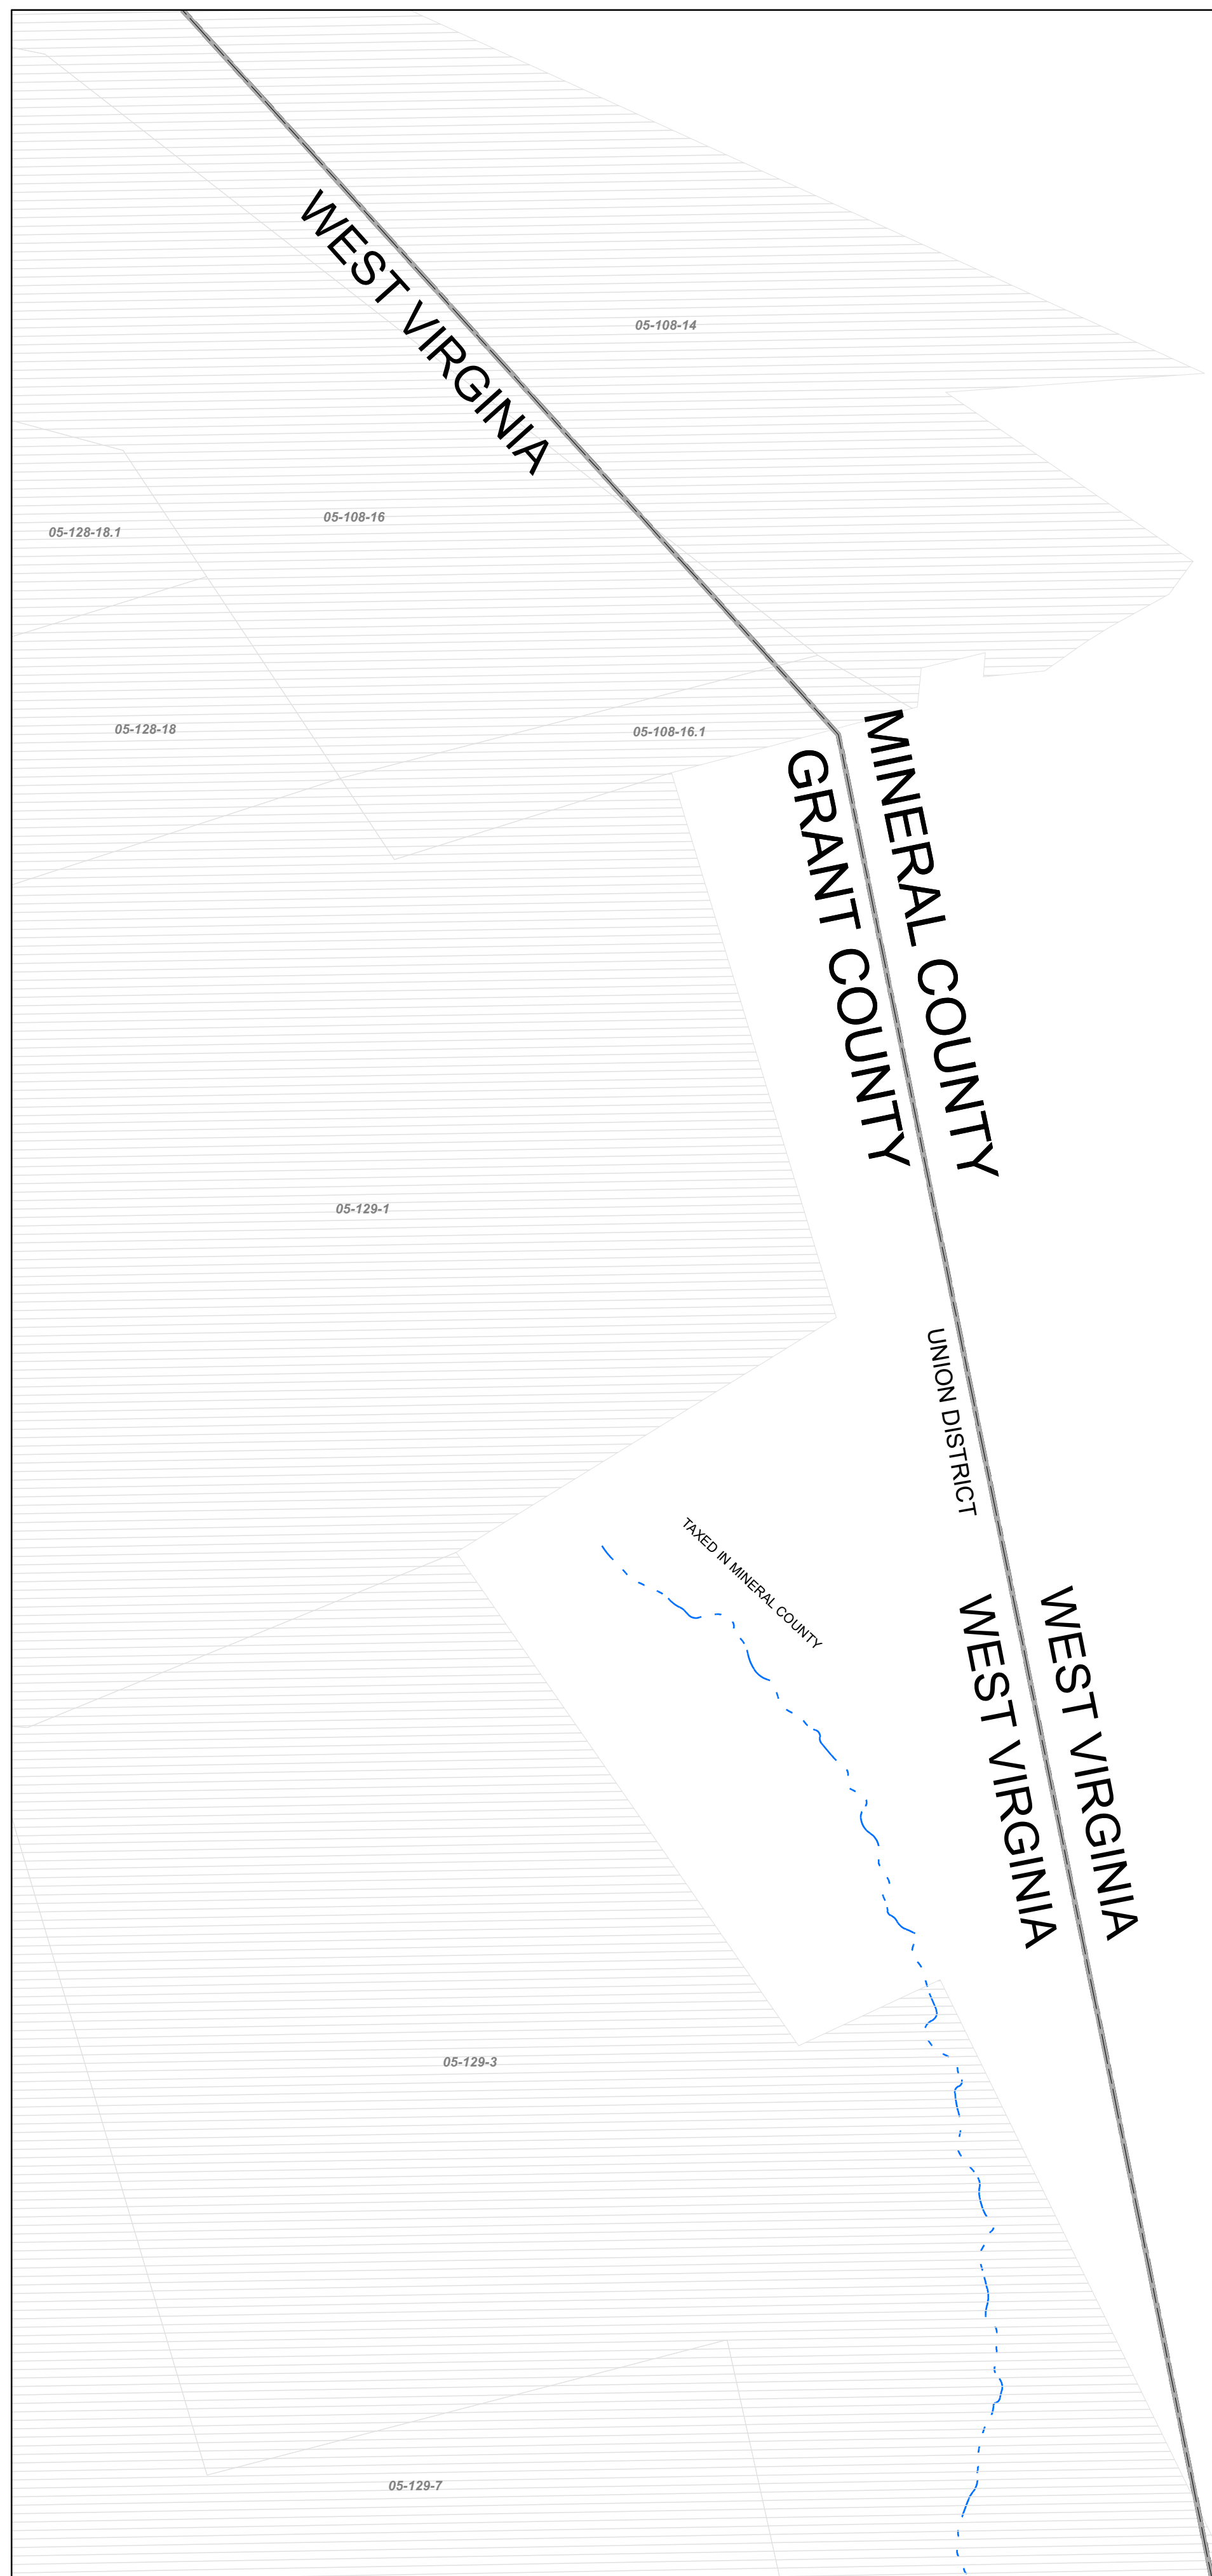 WEST VIRGINIA
05-108-14
05-108-16
05-128-18.1
05-128-18
05-108-16.1
MINERAL COUNTY
GRANT COUNTY
05-129-1
UNION DISTRICT
TAXED IN MINERAL COUNTY
WEST VIRGINIA
WEST VIRGINIA
05-129-3
05-129-7